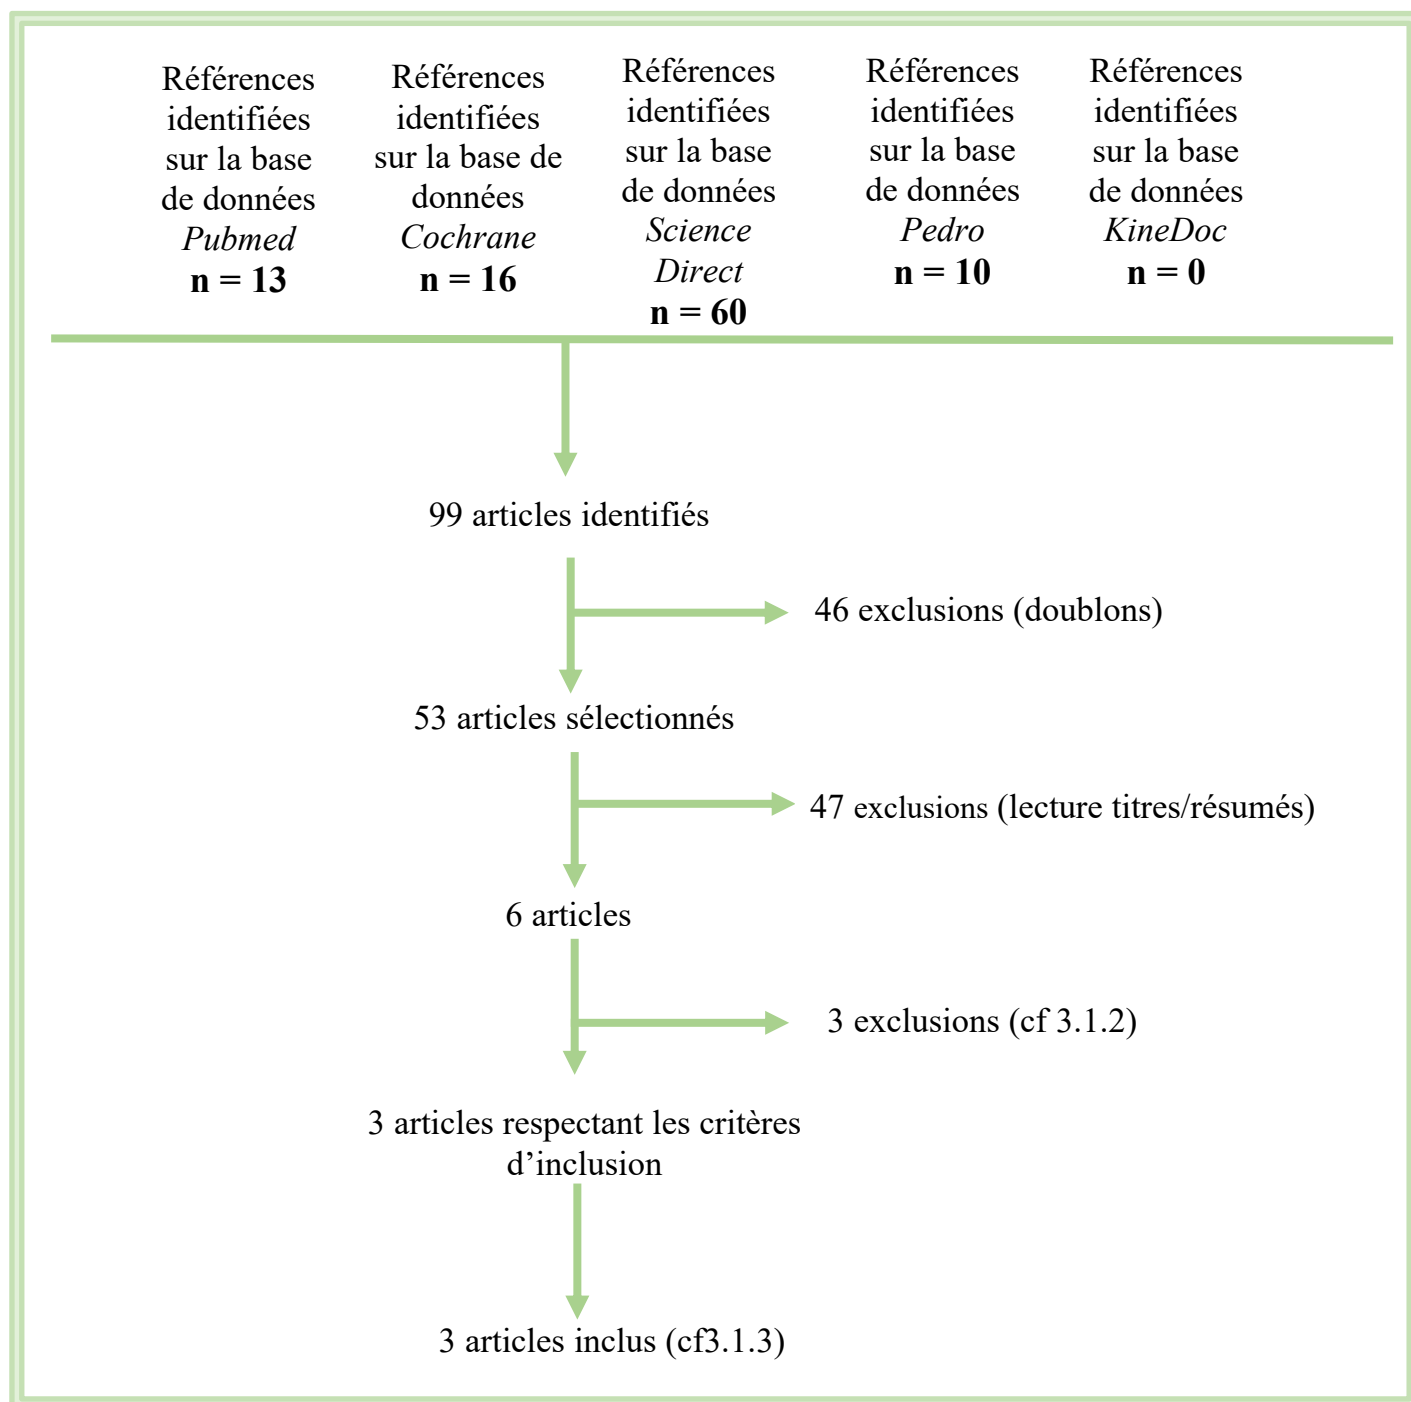 Références
identifiées
sur la base
de données
Pubmed
n = 13
Références
identifiées
sur la base de
données
Cochrane
n = 16
Références
identifiées
sur la base
de données
Science
Direct
n = 60
Références
identifiées
sur la base
de données
Pedro
n = 10
Références
identifiées
sur la base
de données
KineDoc
n = 0
99 articles identifiés
46 exclusions (doublons)
53 articles sélectionnés
47 exclusions (lecture titres/résumés)
6 articles
3 exclusions (cf 3.1.2)
3 articles respectant les critères
d’inclusion
3 articles inclus (cf3.1.3)